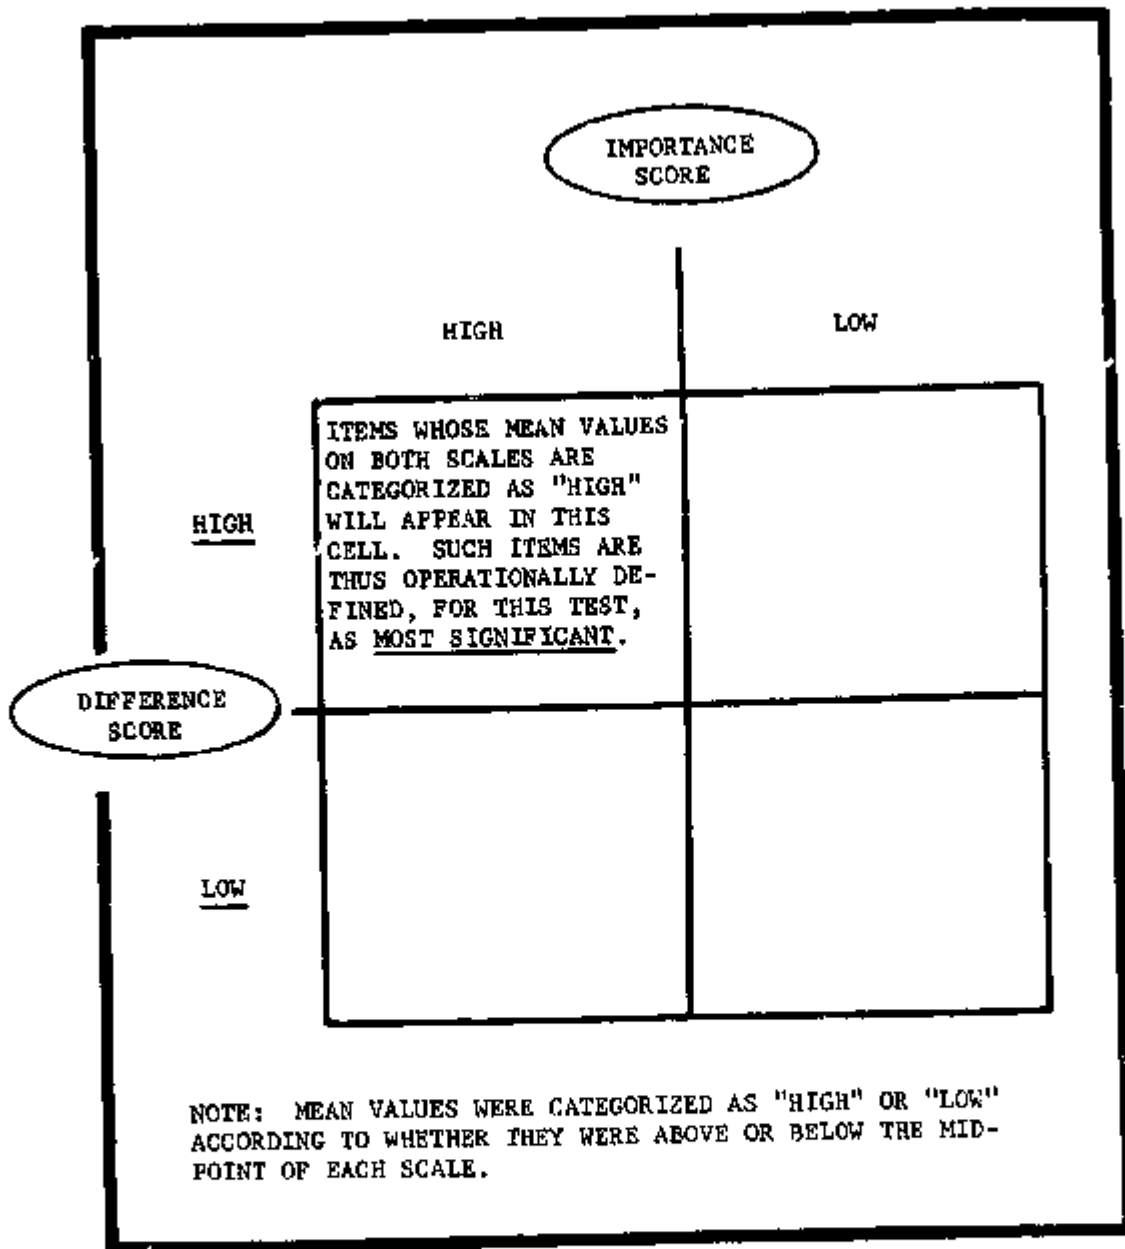 IMPORTANCE
SCORE
HIGH
LOW
ITEMS WHOSE MEAN VALUES
ON BOTH SCALES ARE
CATEGORIZED AS "HIGH"
WILL APPEAR IN THIS
CELL. SUCH ITEMS ARE
THUS OPERATIONALLY DE-
FINED, FOR THIS TEST,
AS MOST SIGNIFICANT.
HIGH
DIFFERENCE
SCORE
LOW
NOTE: MEAN VALUES WERE CATEGORIZED AS "HIGH" OR "LOW"
ACCORDING TO WHETHER THEY WERE ABOVE OR BELOW THE MID-
POINT OF EACH SCALE.